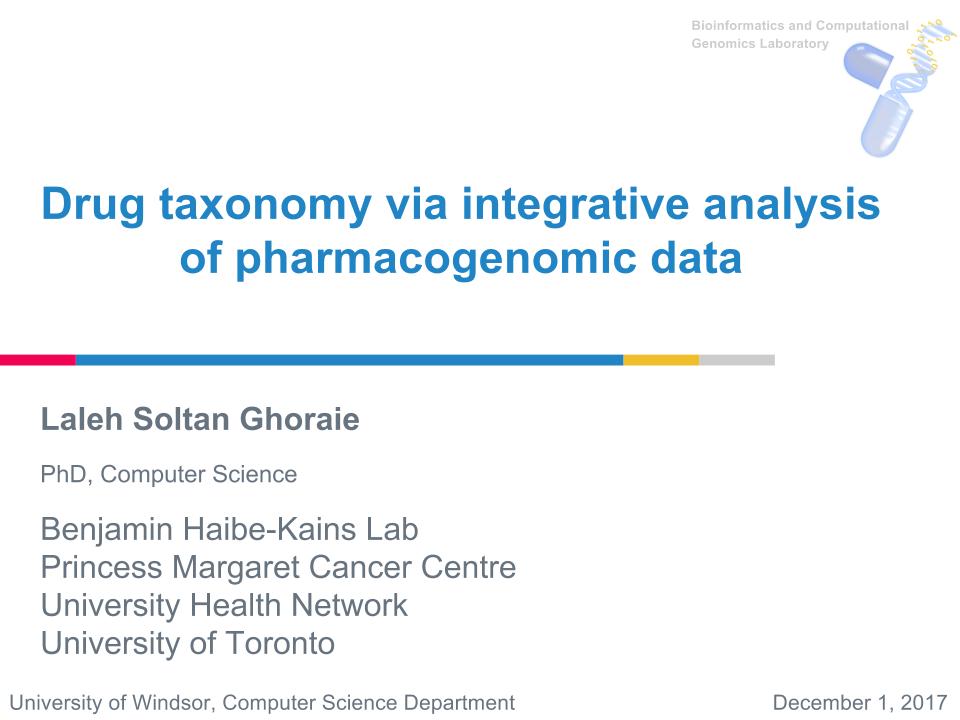 Bioinformatics and Computational
Genomics Laboratory
Drug taxonomy via integrative analysis
of pharmacogenomic data
Laleh Soltan Ghoraie
PhD, Computer Science
Benjamin Haibe-Kains Lab
Princess Margaret Cancer Centre
University Health Network
University of Toronto
University of Windsor, Computer Science Department
December 1, 2017